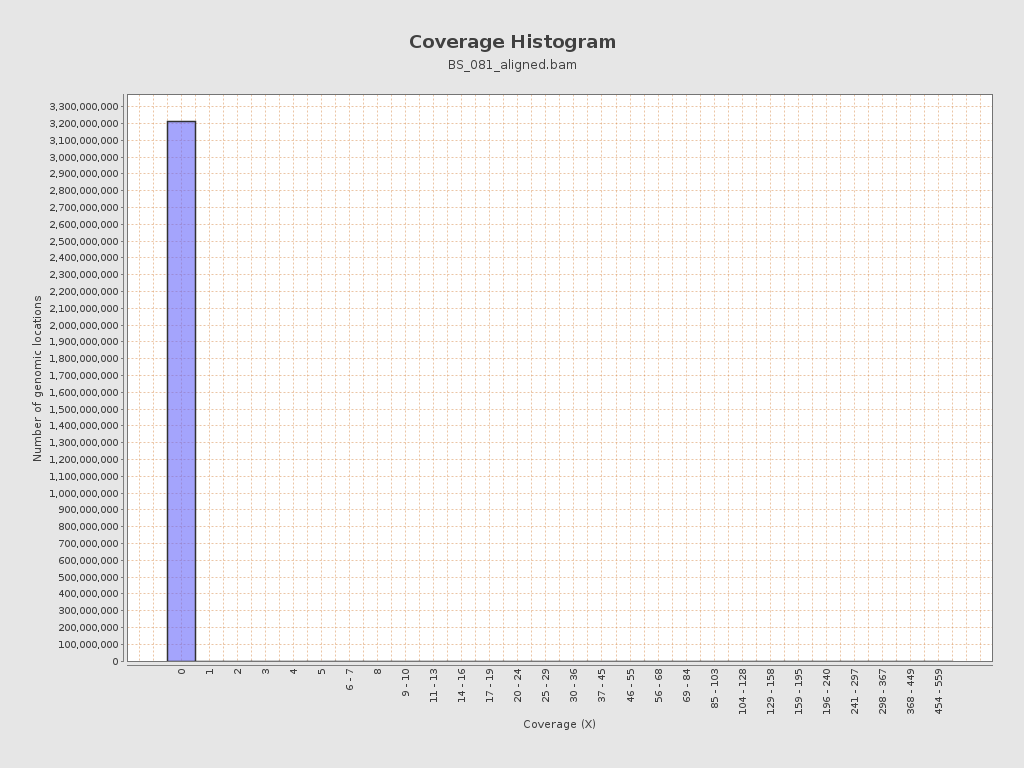 Coverage Histogram
BS_081_aligned.bam
Number of genomic locations
3,300,000,000
3,200,000,000
3,100,000,000
3,000,000,000
2,900,000,000
2,800,000,000
2,700,000,000
2,600,000,000
2,500,000,000
2,400,000,000
2,300,000,000
2,200,000,000
2,100,000,000
2,000,000,000
1,900,000,000
1,800,000,000
1,700,000,000
1,600,000,000
1,500,000,000
1,400,000,000
1,300,000,000
1,200,000,000
1,100,000,000
1,000,000,000
900,000,000
800,000,000
700,000,000
600,000,000
500,000,000
400,000,000
300,000,000
200,000,000
100,000,000
0
0
1
2
3
4
5
6 - 7
8
9 - 10
11 - 13
14 - 16
17 - 19
20 - 24
25 - 29
30 - 36
37 - 45
46 - 55
56 - 68
69 - 84
85 - 103
104 - 128
129 - 158
159 - 195
196 - 240
241 - 297
298 - 367
368 - 449
454 - 559
Coverage (X)